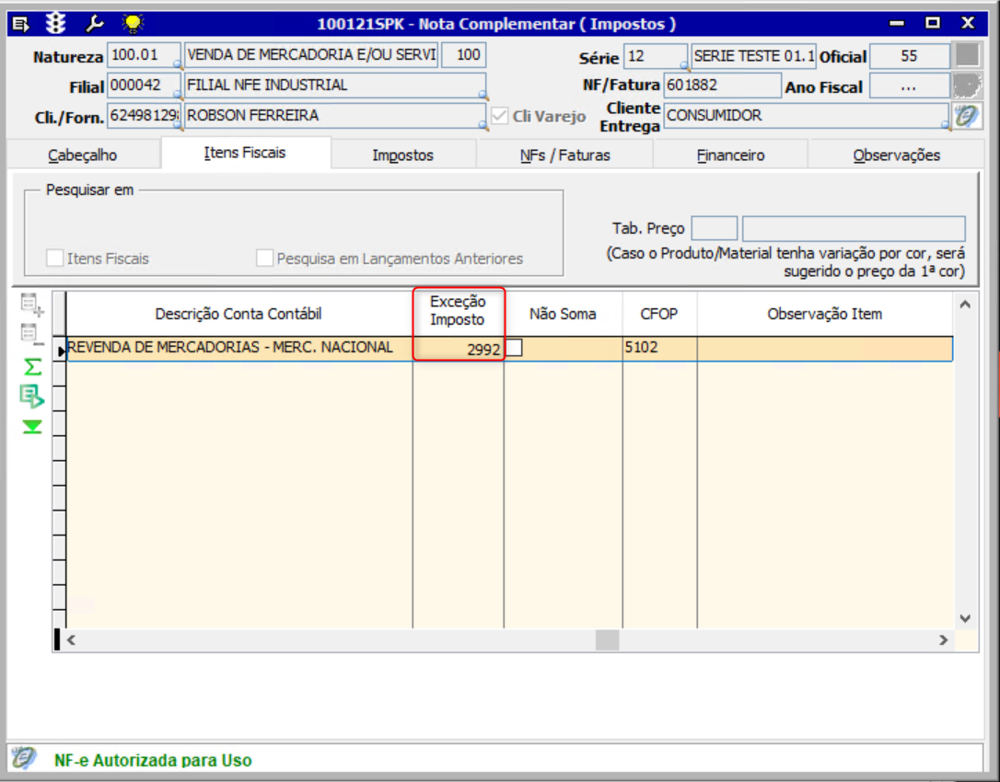 100121SPK - Nota Complementar ( Impostos )
Natureza 100.01 VENDA DE MERCADORIA E/OU SERVI 100 Série 12 SERIE TESTE 01.1 Oficial 55
Filial 000042 FILIAL NFE INDUSTRIAL NF/Fatura 601882 Ano Fiscal ...
Cli./Forn. 62498129 ROBSON FERREIRA Cli Varejo Cliente Entrega CONSUMIDOR
Cabeçalho Itens Fiscais Impostos NFs / Faturas Financeiro Observações
Pesquisar em
Tab. Preço
Itens Fiscais Pesquisa em Lançamentos Anteriores
(Caso o Produto/Material tenha variação por cor, será
sugerido o preço da 1ª cor)
Descrição Conta Contábil Exceção Imposto Não Soma CFOP Observação Item
REVENDA DE MERCADORIAS - MERC. NACIONAL 2992 5102
NF-e Autorizada para Uso